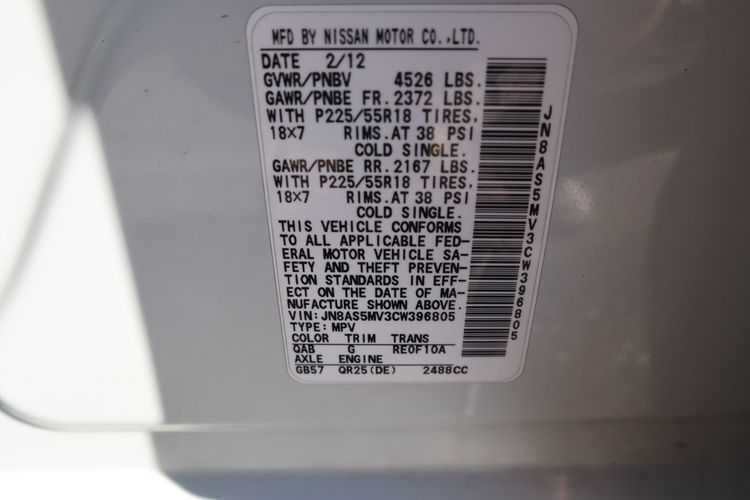 MFD BY NISSAN MOTOR CO.,LTD.
DATE 2/12
GVWR/PNBV 4526 LBS.
GAWR/PNBE FR. 2372 LBS.
WITH P225/55R18 TIRES,
18X7 RIMS.AT 38 PSI
COLD SINGLE.
GAWR/PNBE RR. 2167 LBS.
WITH P225/55R18 TIRES,
18X7 RIMS.AT 38 PSI
COLD SINGLE.
THIS VEHICLE CONFORMS
TO ALL APPLICABLE FED-
ERAL MOTOR VEHICLE SA-
FETY AND THEFT PREVEN-
TION STANDARDS IN EFF-
ECT ON THE DATE OF MA-
NUFACTURE SHOWN ABOVE.
VIN:JN8AS5MV3CW396805
TYPE:MPV
COLOR TRIM TRANS
QAB G RE0F10A
AXLE ENGINE
GB57 QR25(DE) 2488CC
JN8AS5MV3CW396805